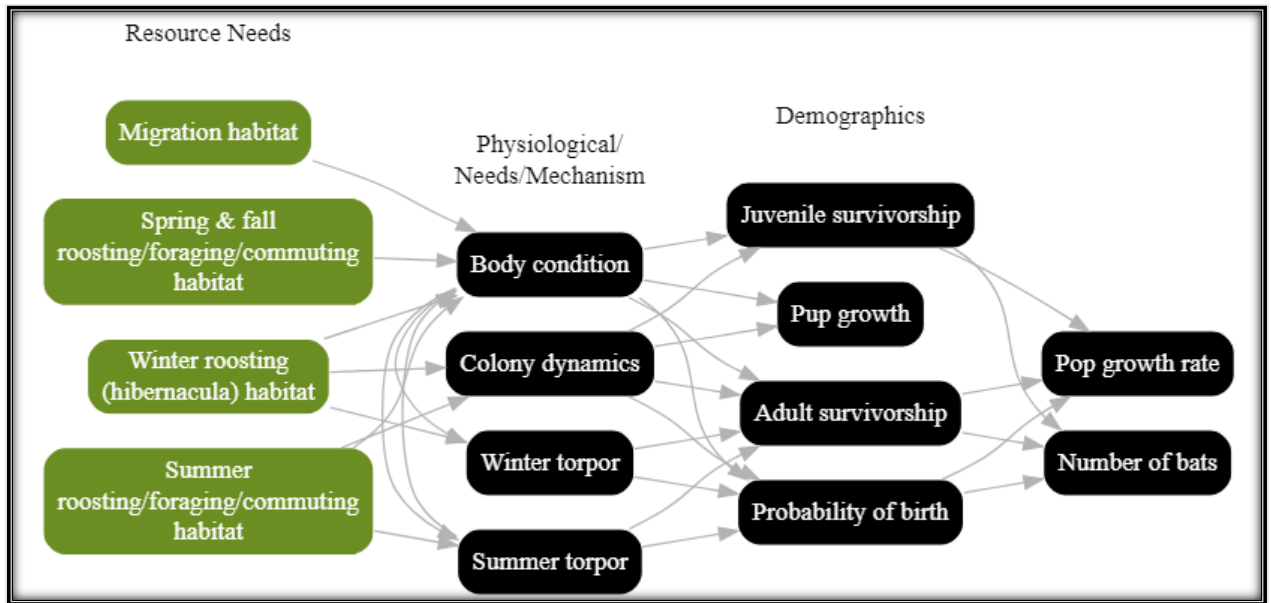 Resource Needs
Migration habitat
Spring & fall
roosting/foraging/commuting
habitat
Winter roosting
(hibernacula) habitat
Summer
roosting/foraging/commuting
habitat
Physiological/
Needs/Mechanism
Body condition
Colony dynamics
Winter torpor
Summer torpor
Demographics
Juvenile survivorship
Pup growth
Adult survivorship
Probability of birth
Pop growth rate
Number of bats